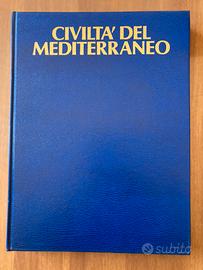 CIVILTA' DEL
MEDITERRANEO
subito